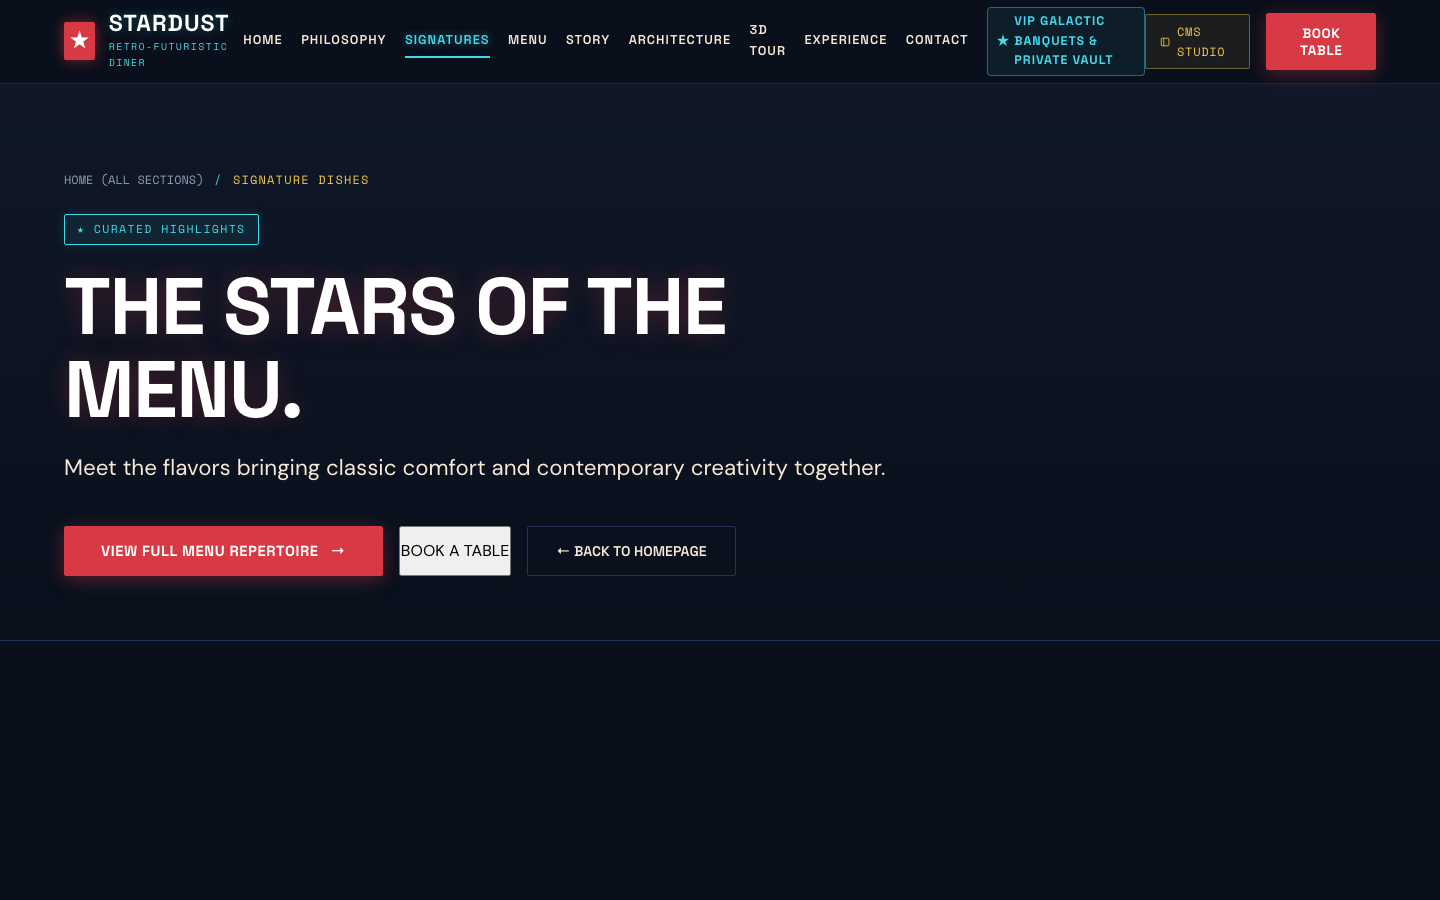 ★ STARDUST
RETRO-FUTURISTIC
DINER
HOME
PHILOSOPHY
SIGNATURES
MENU
STORY
ARCHITECTURE
3D
TOUR
EXPERIENCE
CONTACT
VIP GALACTIC
★ BANQUETS &
PRIVATE VAULT
CMS
STUDIO
BOOK
TABLE
HOME (ALL SECTIONS) / SIGNATURE DISHES
★ CURATED HIGHLIGHTS
THE STARS OF THE
MENU.
Meet the flavors bringing classic comfort and contemporary creativity together.
VIEW FULL MENU REPERTOIRE →
BOOK A TABLE
← BACK TO HOMEPAGE